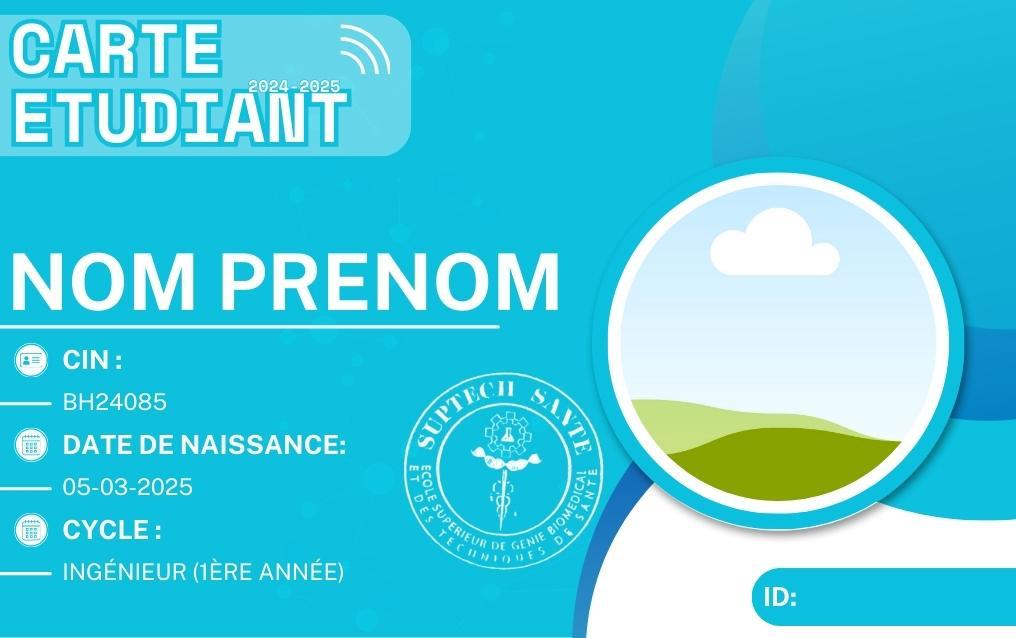 CARTE
2024-2025
ETUDIANT
NOM PRENOM
CIN :
BH24085
DATE DE NAISSANCE:
05-03-2025
CYCLE :
INGÉNIEUR (1ÈRE ANNÉE)
SUPTECH SANTE
ECOLE SUPERIEUR DE GENIE BIOMEDICAL
ET DES TECHNIQUES DE SANTE
ID: